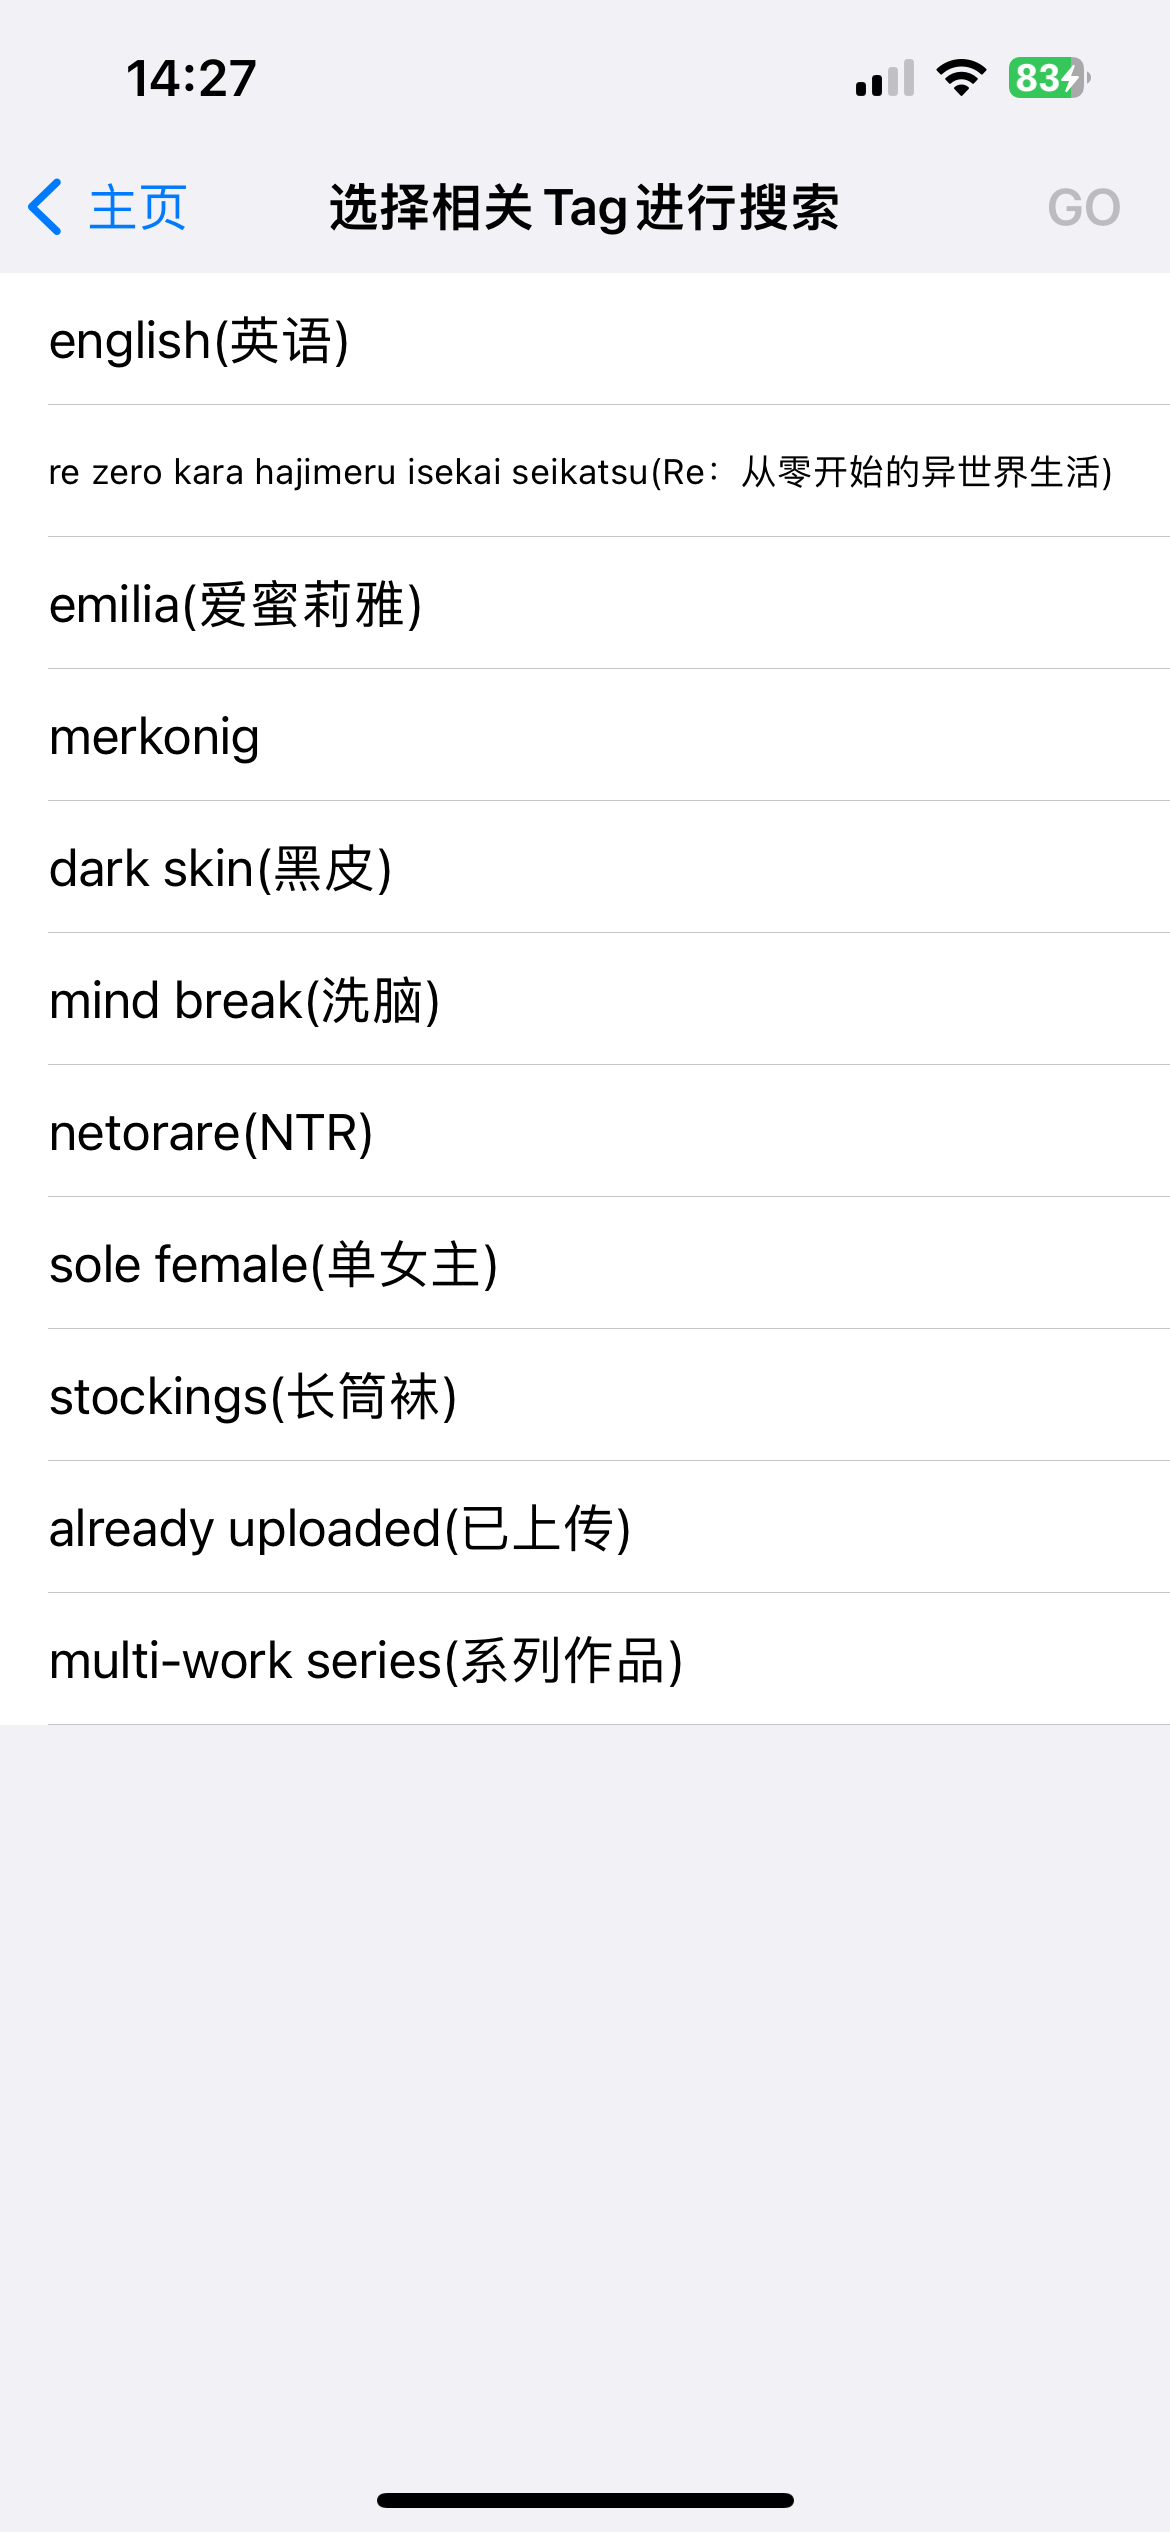 14:27
83
主页
选择相关 Tag 进行搜索
GO
english(英语)
re zero kara hajimeru isekai seikatsu(Re：从零开始的异世界生活)
emilia(爱蜜莉雅)
merkonig
dark skin(黑皮)
mind break(洗脑)
netorare(NTR)
sole female(单女主)
stockings(长筒袜)
already uploaded(已上传)
multi-work series(系列作品)